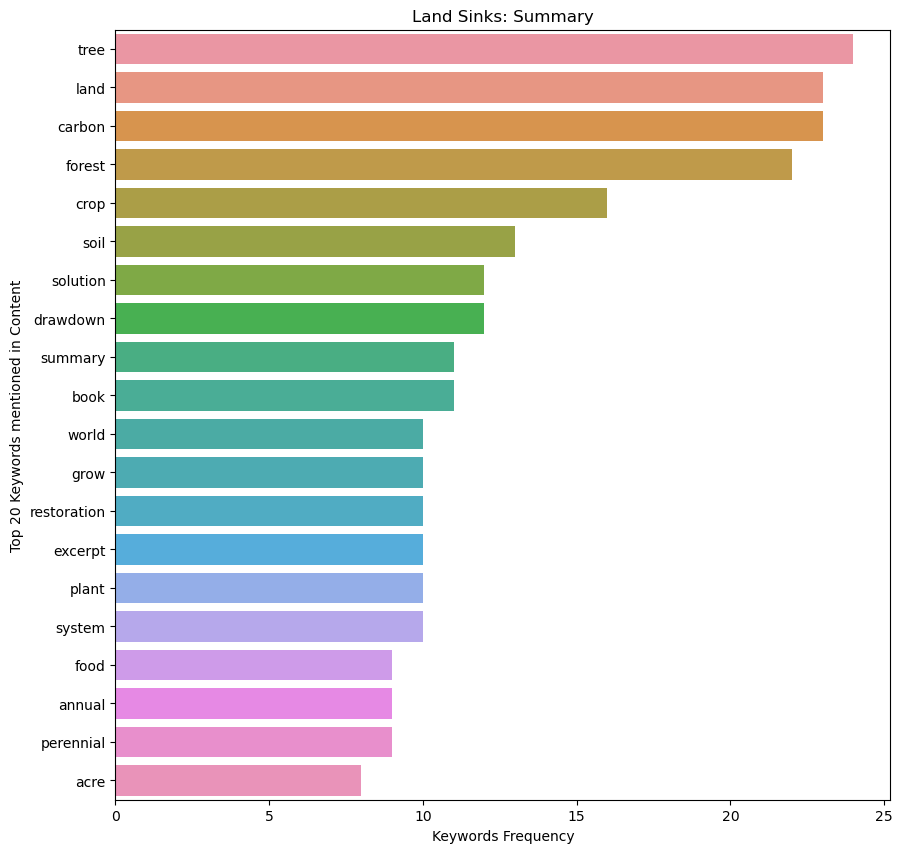 Land Sinks: Summary
Top 20 Keywords mentioned in Content
tree
land
carbon
forest
crop
soil
solution
drawdown
summary
book
world
grow
restoration
excerpt
plant
system
food
annual
perennial
acre
0 5 10 15 20 25
Keywords Frequency